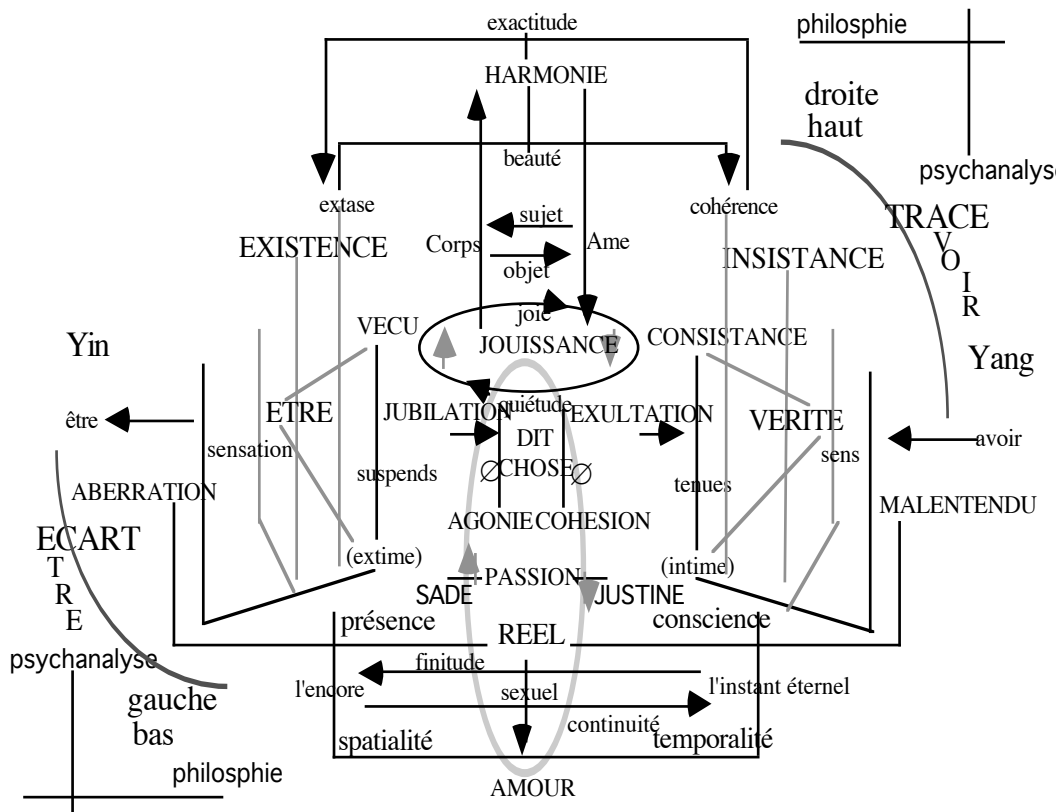 exactitude
philosphie
HARMONIE
droite
haut
beauté
psychanalyse
extase
cohérence
sujet
TRACE
VOIR
EXISTENCE
Corps
Ame
INSISTANCE
objet
joie
VECU
JOUISSANCE
CONSISTANCE
Yin
Yang
quiétude
ETRE
JUBILATION
EXULTATION
VERITE
être
DIT
avoir
sensation
sens
suspends
∅CHOSE∅
tenues
ABERRATION
MALENTENDU
AGONIE
COHESION
ECART
TRE
(extime)
(intime)
PASSION
SADE
JUSTINE
présence
conscience
REEL
psychanalyse
finitude
l'encore
sexuel
l'instant éternel
gauche
bas
continuité
spatialité
temporalité
philosphie
AMOUR